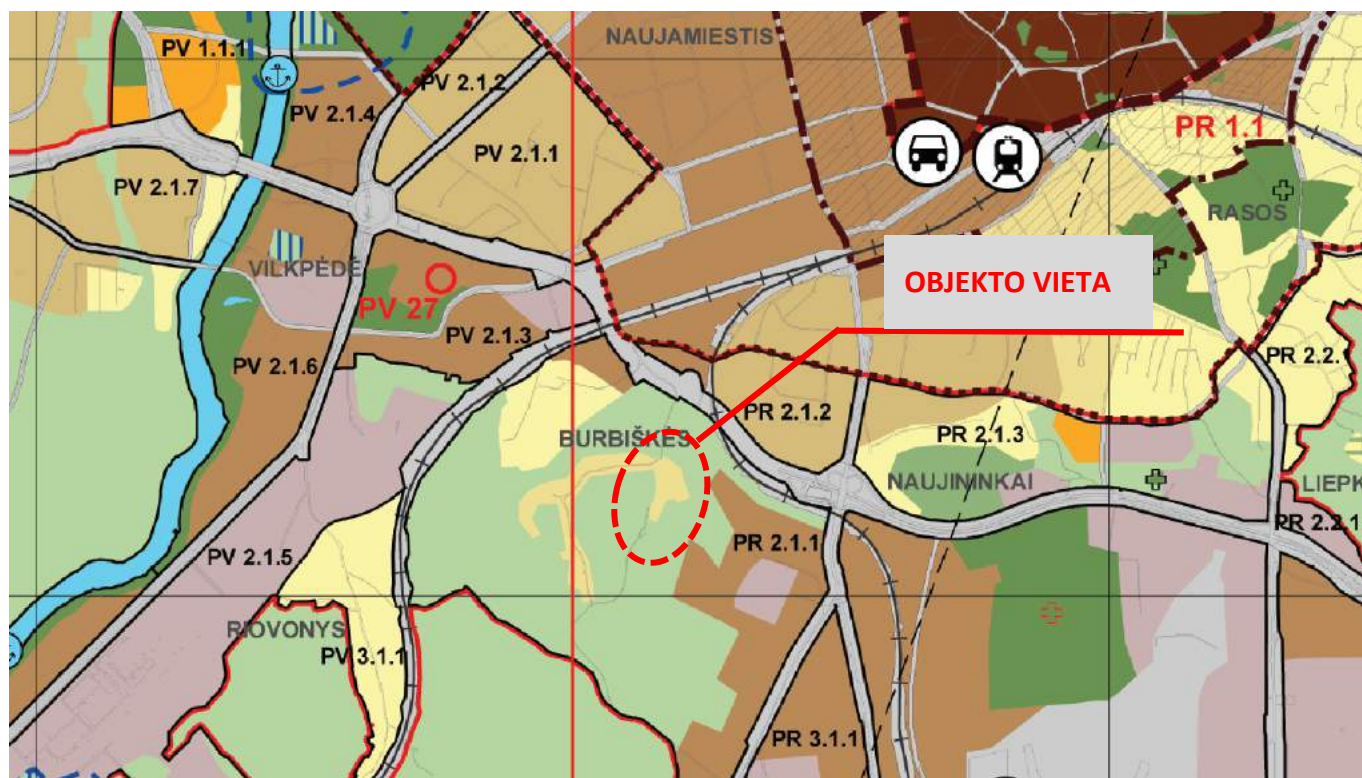 NAUJAMIESTIS
PV 1.1.1
PV 2.1.2
PV 2.1.4
PR 1.1
PV 2.1.1
PV 2.1.7
RASOS
VILKPĖDĖ
OBJEKTO VIETA
PV 27
PV 2.1.3
PV 2.1.6
PR 2.2.
PR 2.1.2
BURBIŠKĖS
PR 2.1.3
NAUJININKAI
LIEPK
PR 2.2.1
PR 2.1.1
PV 2.1.5
RIOVONYS
PV 3.1.1
PR 3.1.1